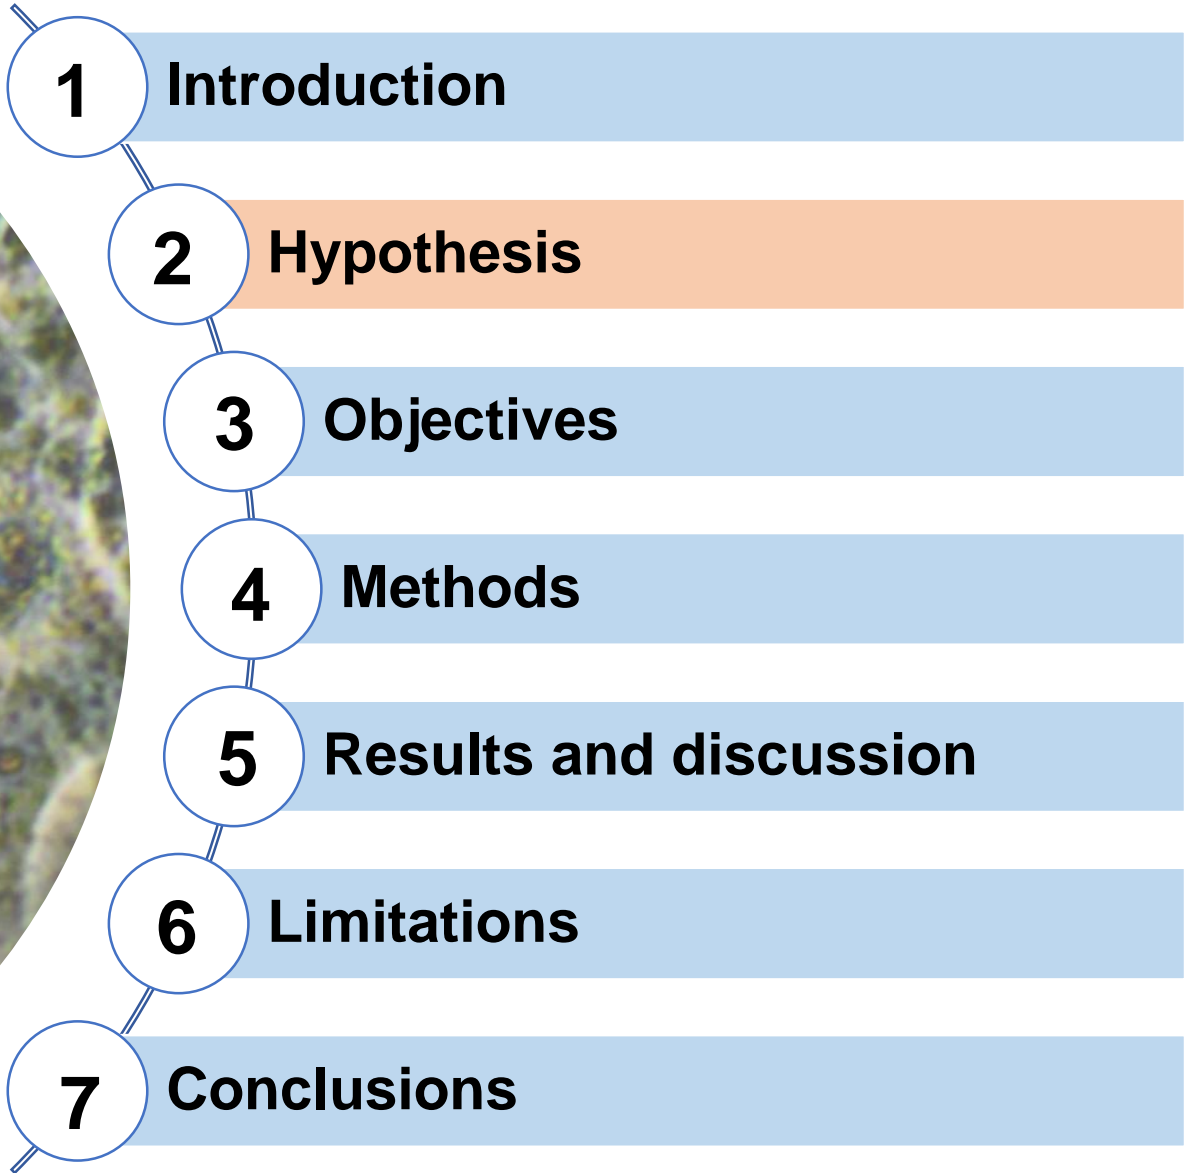 1 Introduction
2 Hypothesis
3 Objectives
4 Methods
5 Results and discussion
6 Limitations
7 Conclusions